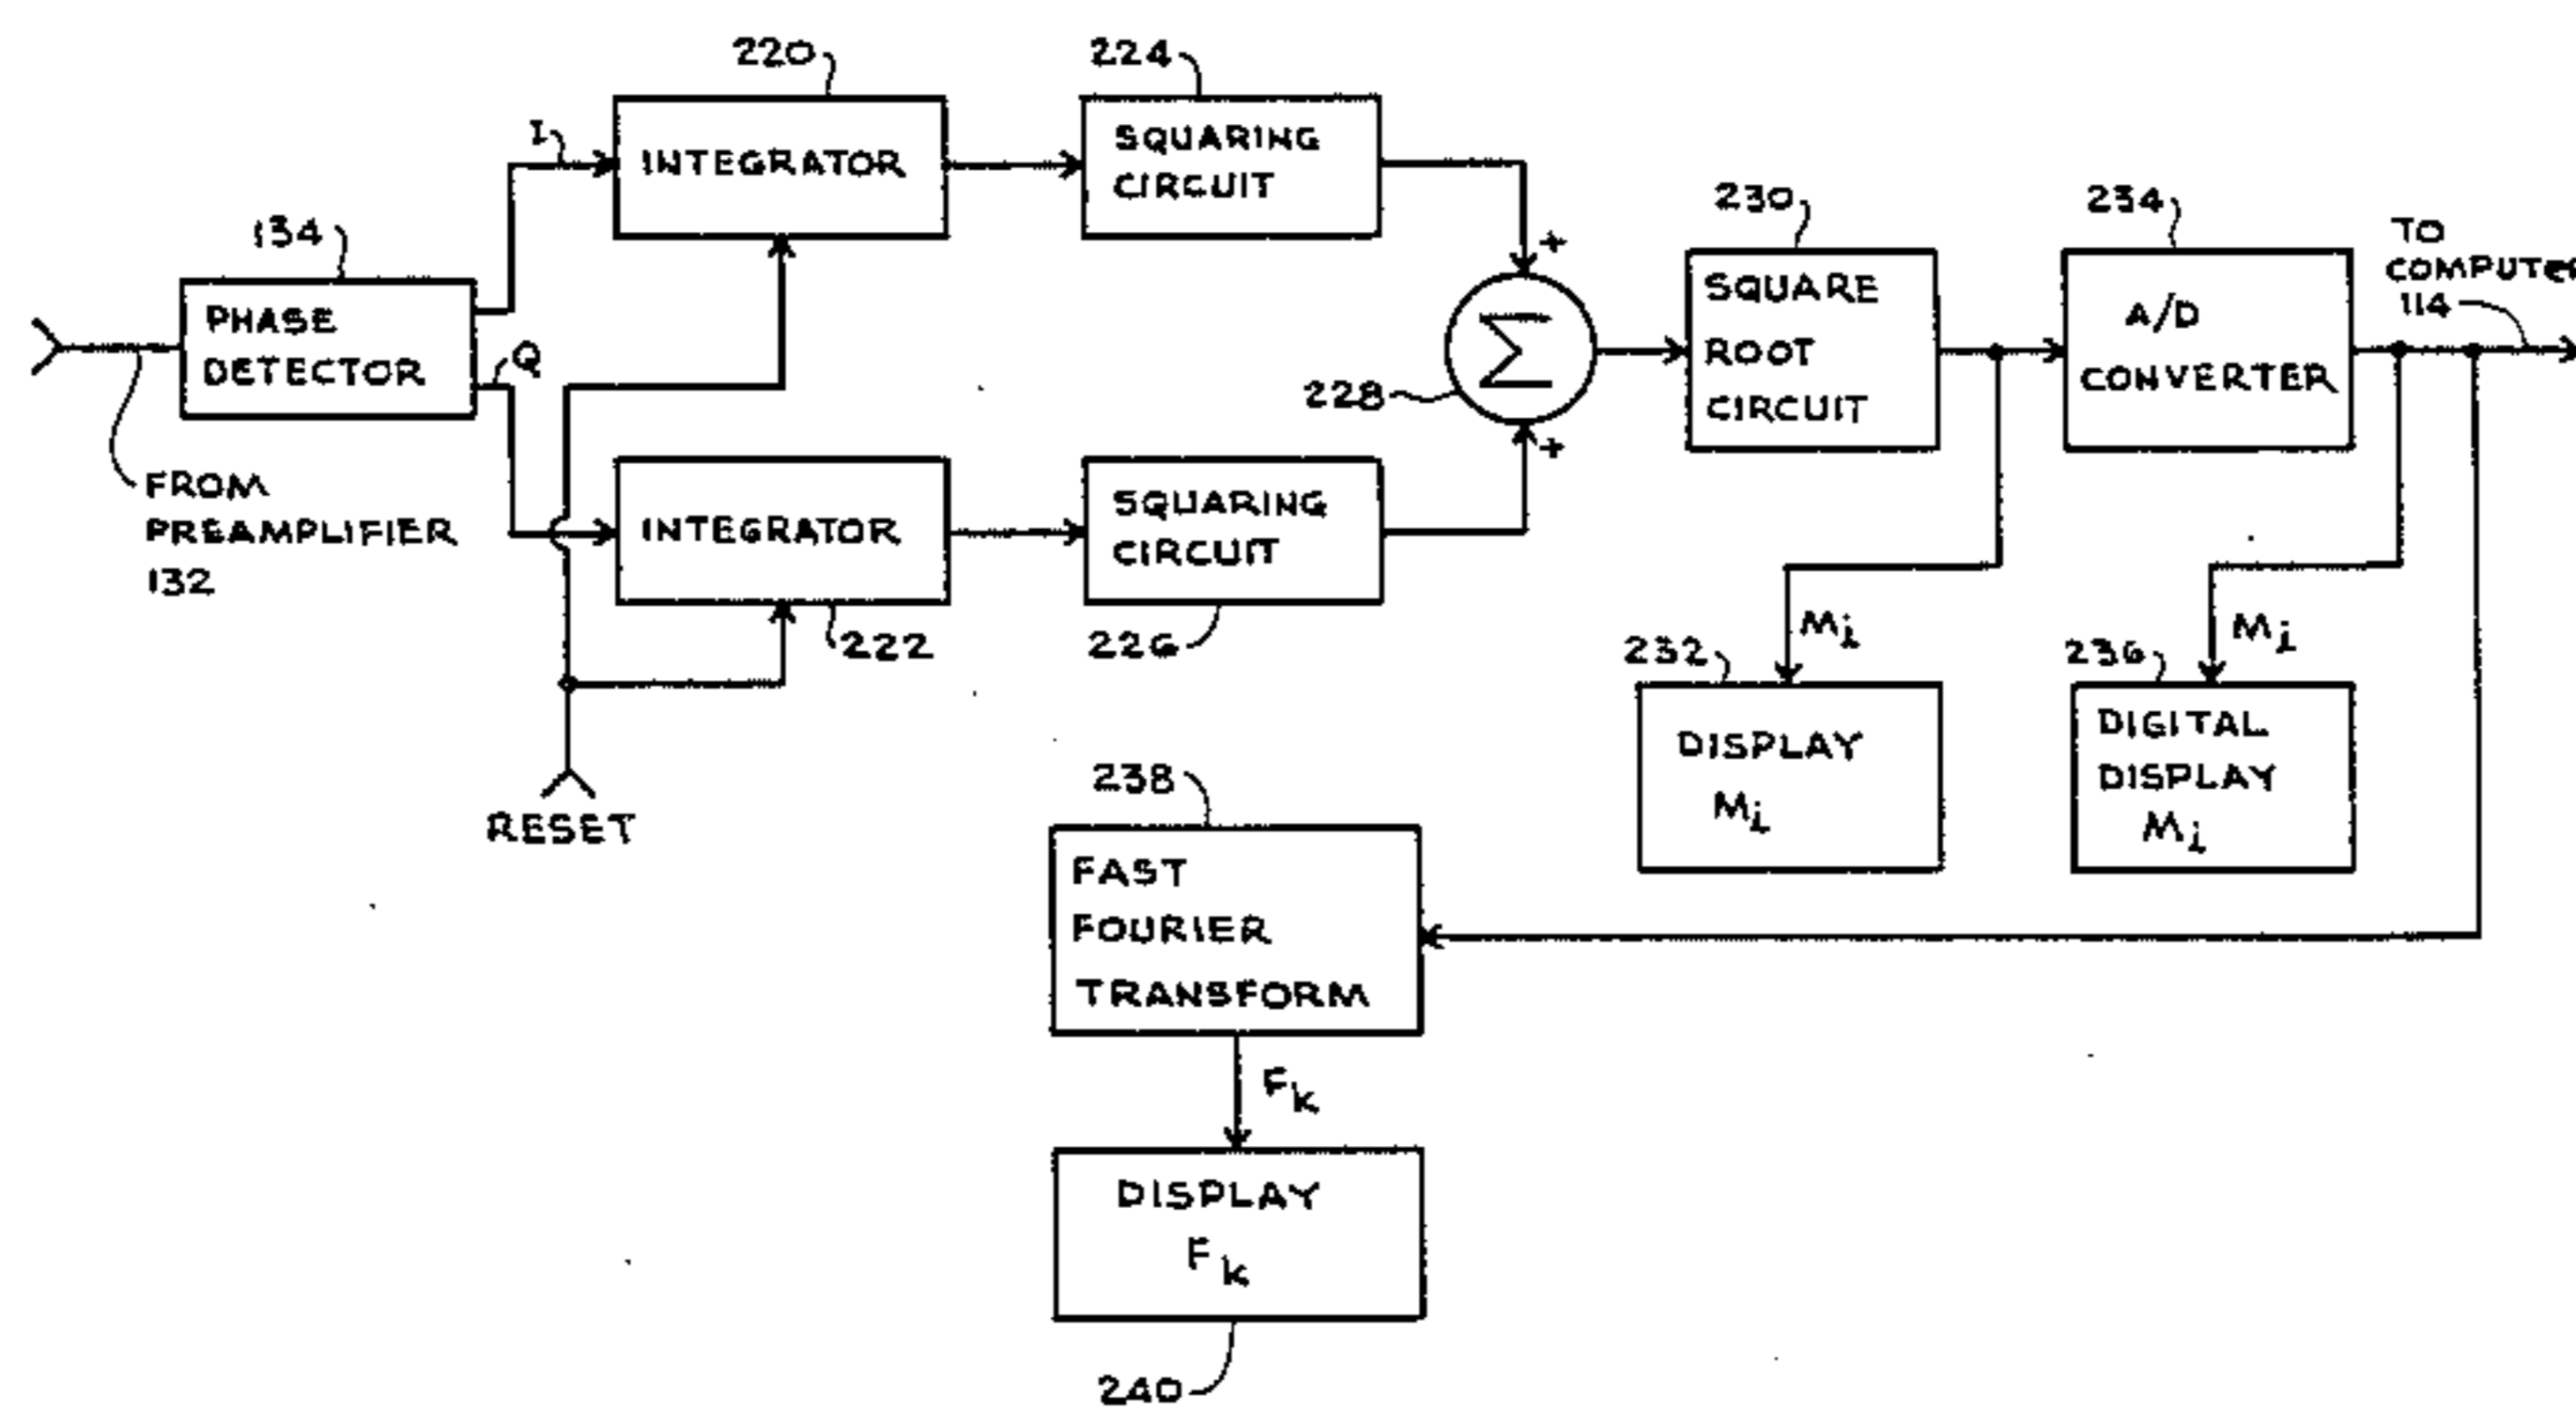 220
224
I
INTEGRATOR
SQUARING
CIRCUIT
134
230
234
TO
COMPUTER
114
PHASE
DETECTOR
Q
+
Σ
228
+
SQUARE
ROOT
CIRCUIT
A/D
CONVERTER
FROM
PREAMPLIFIER
132
INTEGRATOR
222
SQUARING
CIRCUIT
226
Mi
232
Mi
236
DISPLAY
Mi
DIGITAL
DISPLAY
Mi
RESET
238
FAST
FOURIER
TRANSFORM
Fk
DISPLAY
Fk
240